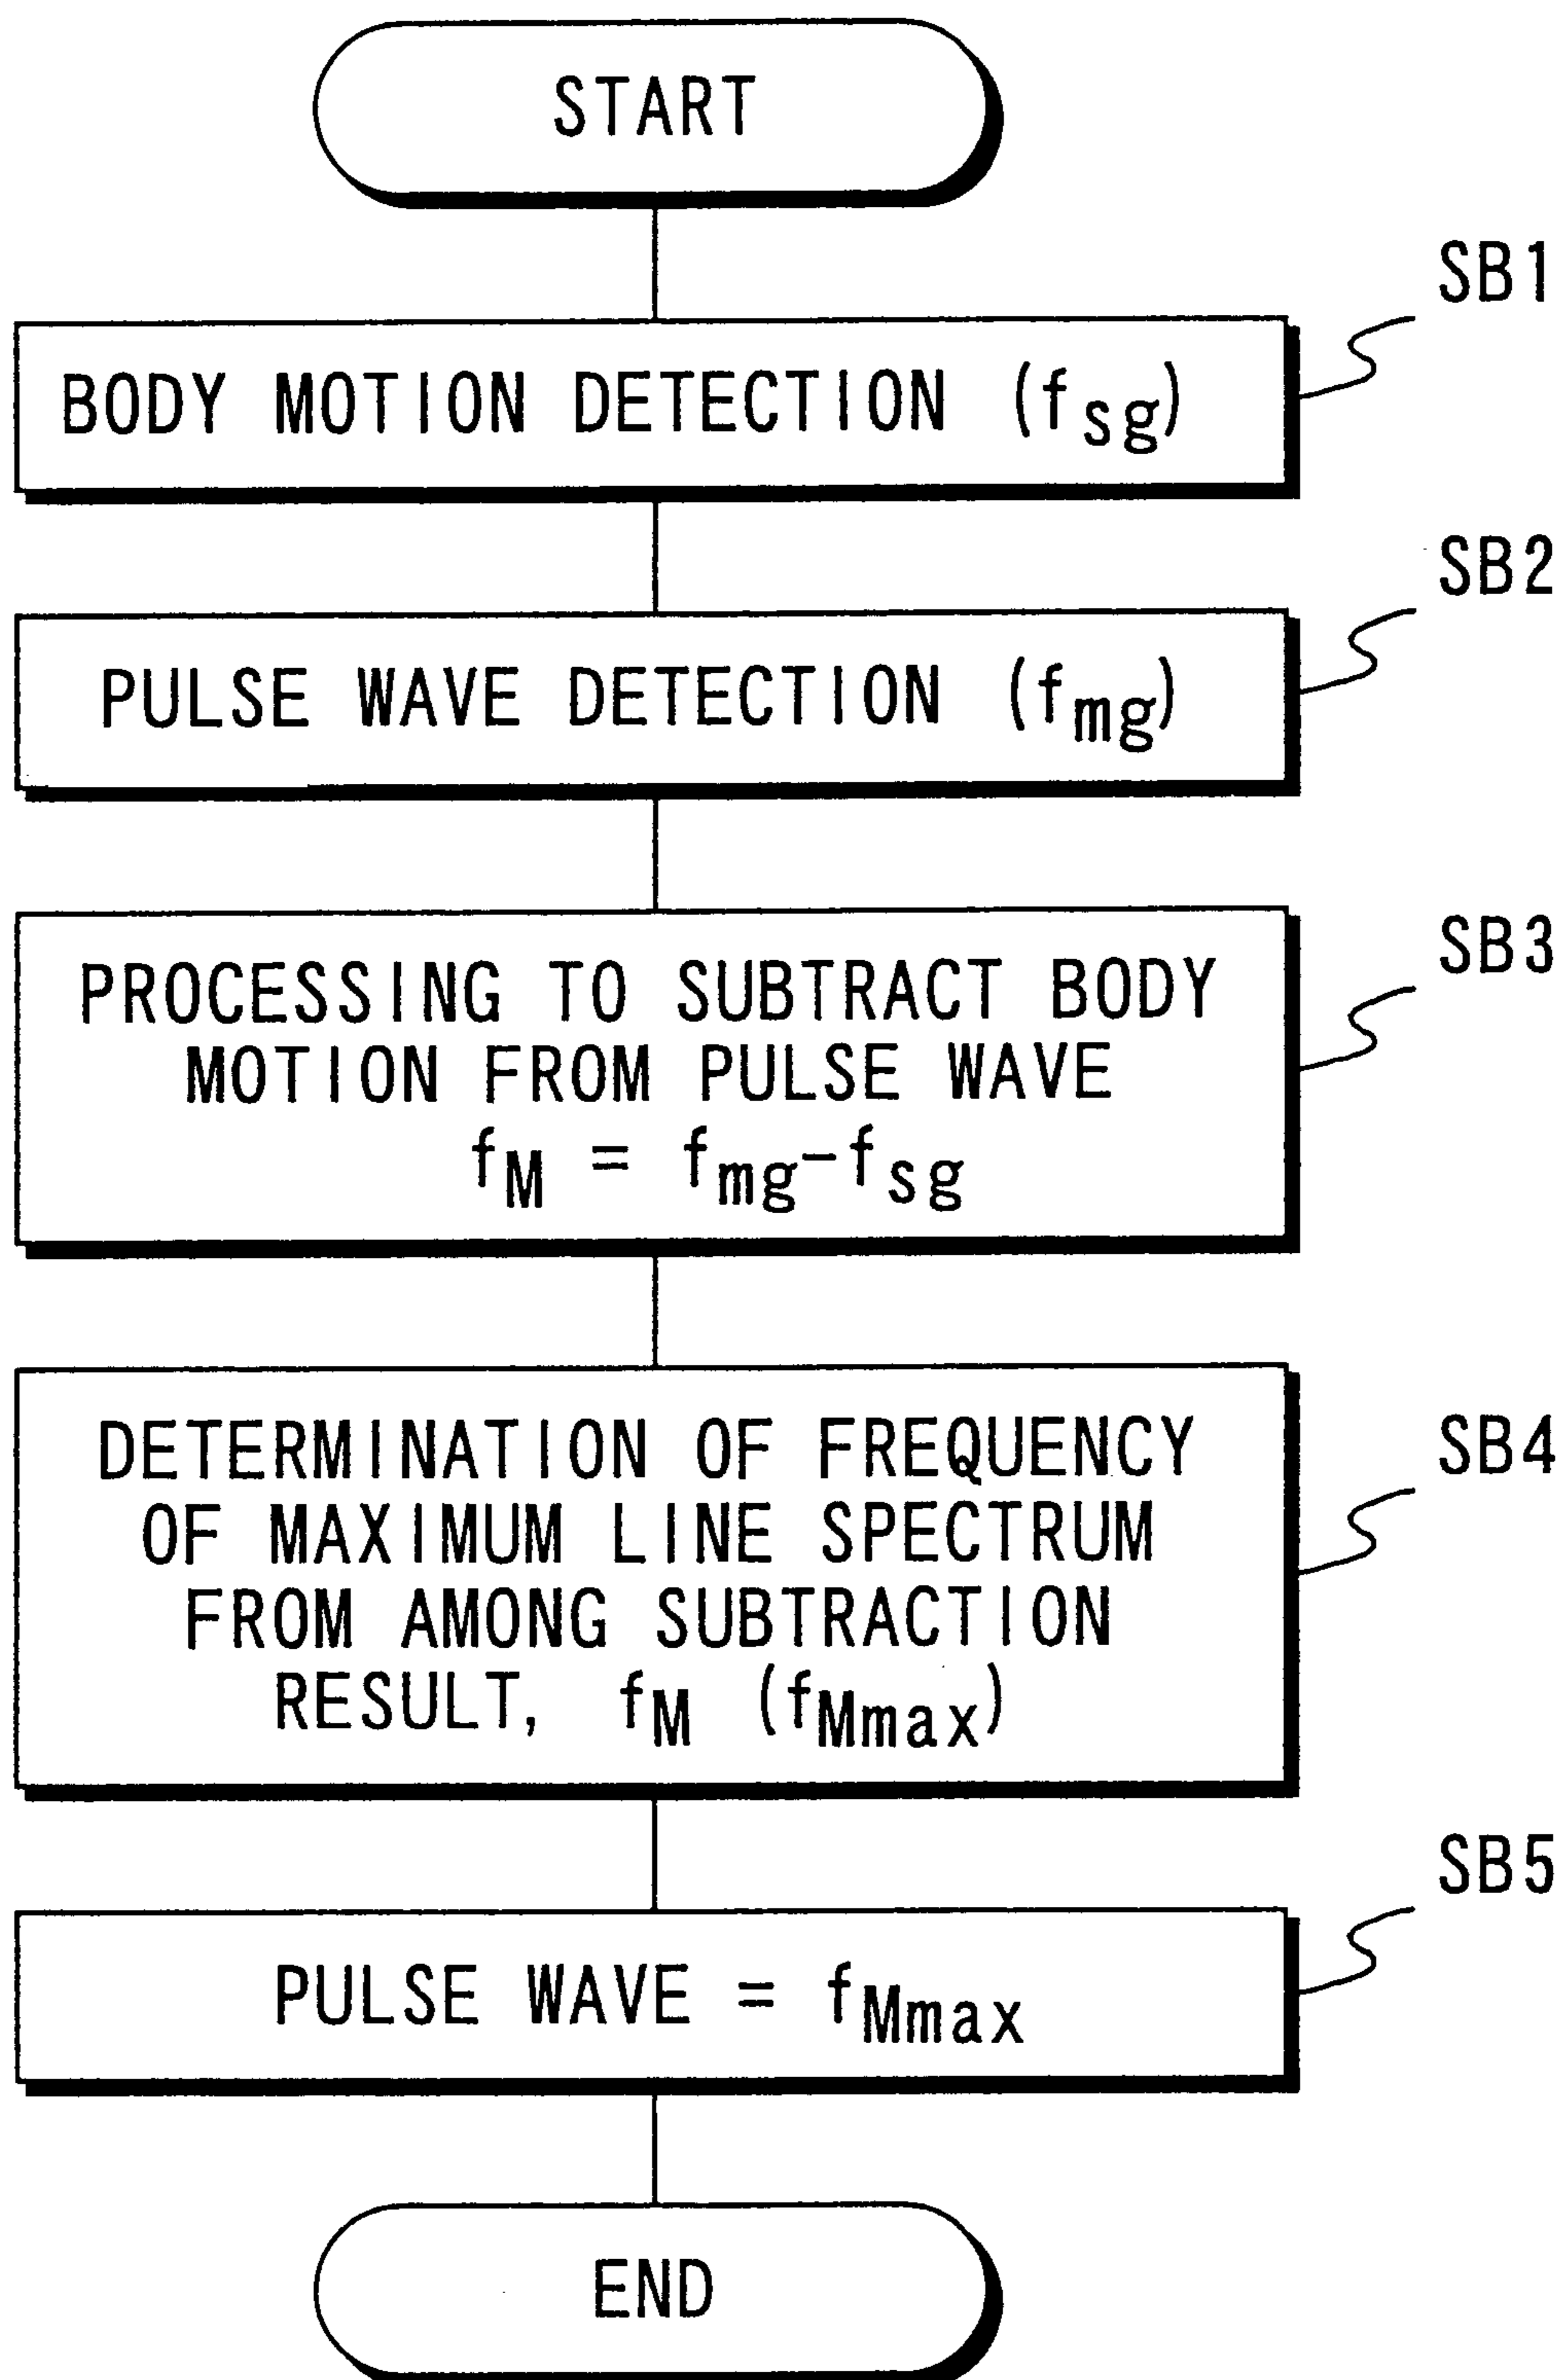 START
SB1
BODY MOTION DETECTION (fsg)
SB2
PULSE WAVE DETECTION (fmg)
SB3
PROCESSING TO SUBTRACT BODY
MOTION FROM PULSE WAVE
fM = fmg-fsg
SB4
DETERMINATION OF FREQUENCY
OF MAXIMUM LINE SPECTRUM
FROM AMONG SUBTRACTION
RESULT, fM (fMmax)
SB5
PULSE WAVE = fMmax
END